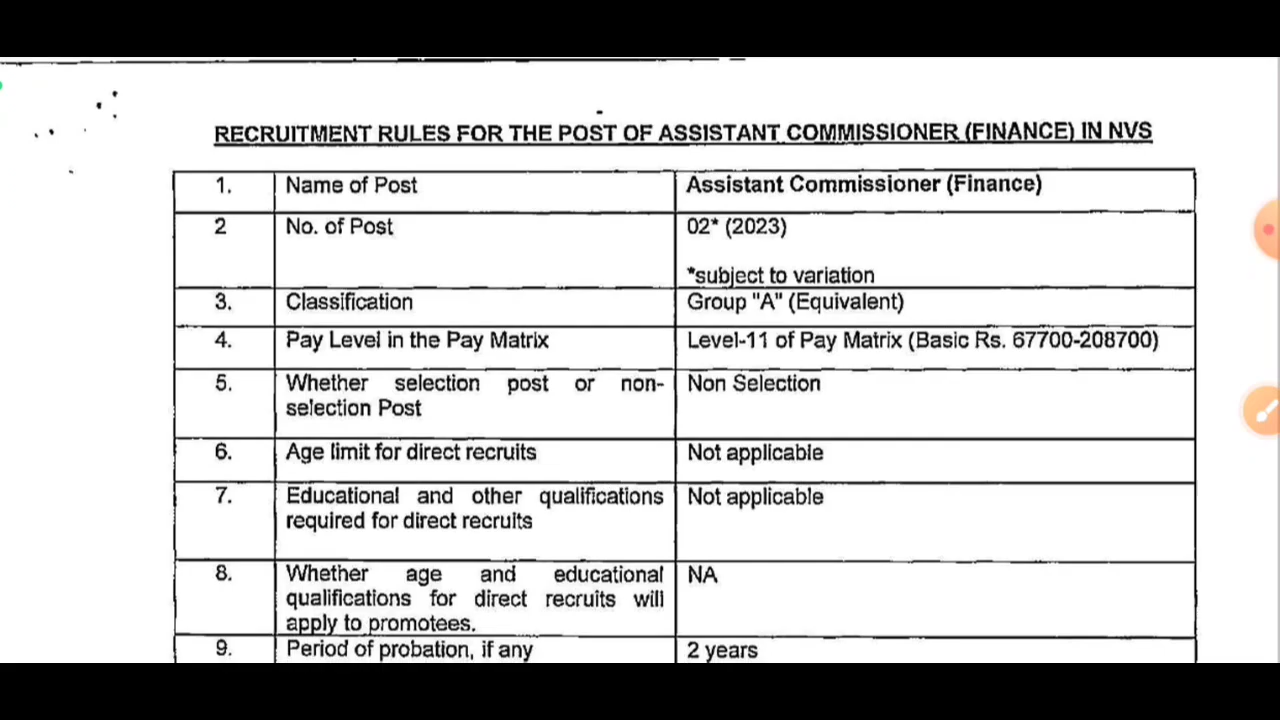 RECRUITMENT RULES FOR THE POST OF ASSISTANT COMMISSIONER (FINANCE) IN NVS
1. Name of Post Assistant Commissioner (Finance)
2 No. of Post 02* (2023)
*subject to variation
3. Classification Group "A" (Equivalent)
4. Pay Level in the Pay Matrix Level-11 of Pay Matrix (Basic Rs. 67700-208700)
5. Whether selection post or non- Non Selection
selection Post
6. Age limit for direct recruits Not applicable
7. Educational and other qualifications Not applicable
required for direct recruits
8. Whether age and educational NA
qualifications for direct recruits will
apply to promotees.
9. Period of probation, if any 2 years